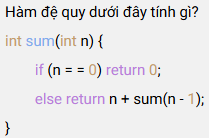 Hàm đệ quy dưới đây tính gì?
int sum(int n) {
if (n = = 0) return 0;
else return n + sum(n - 1);
}